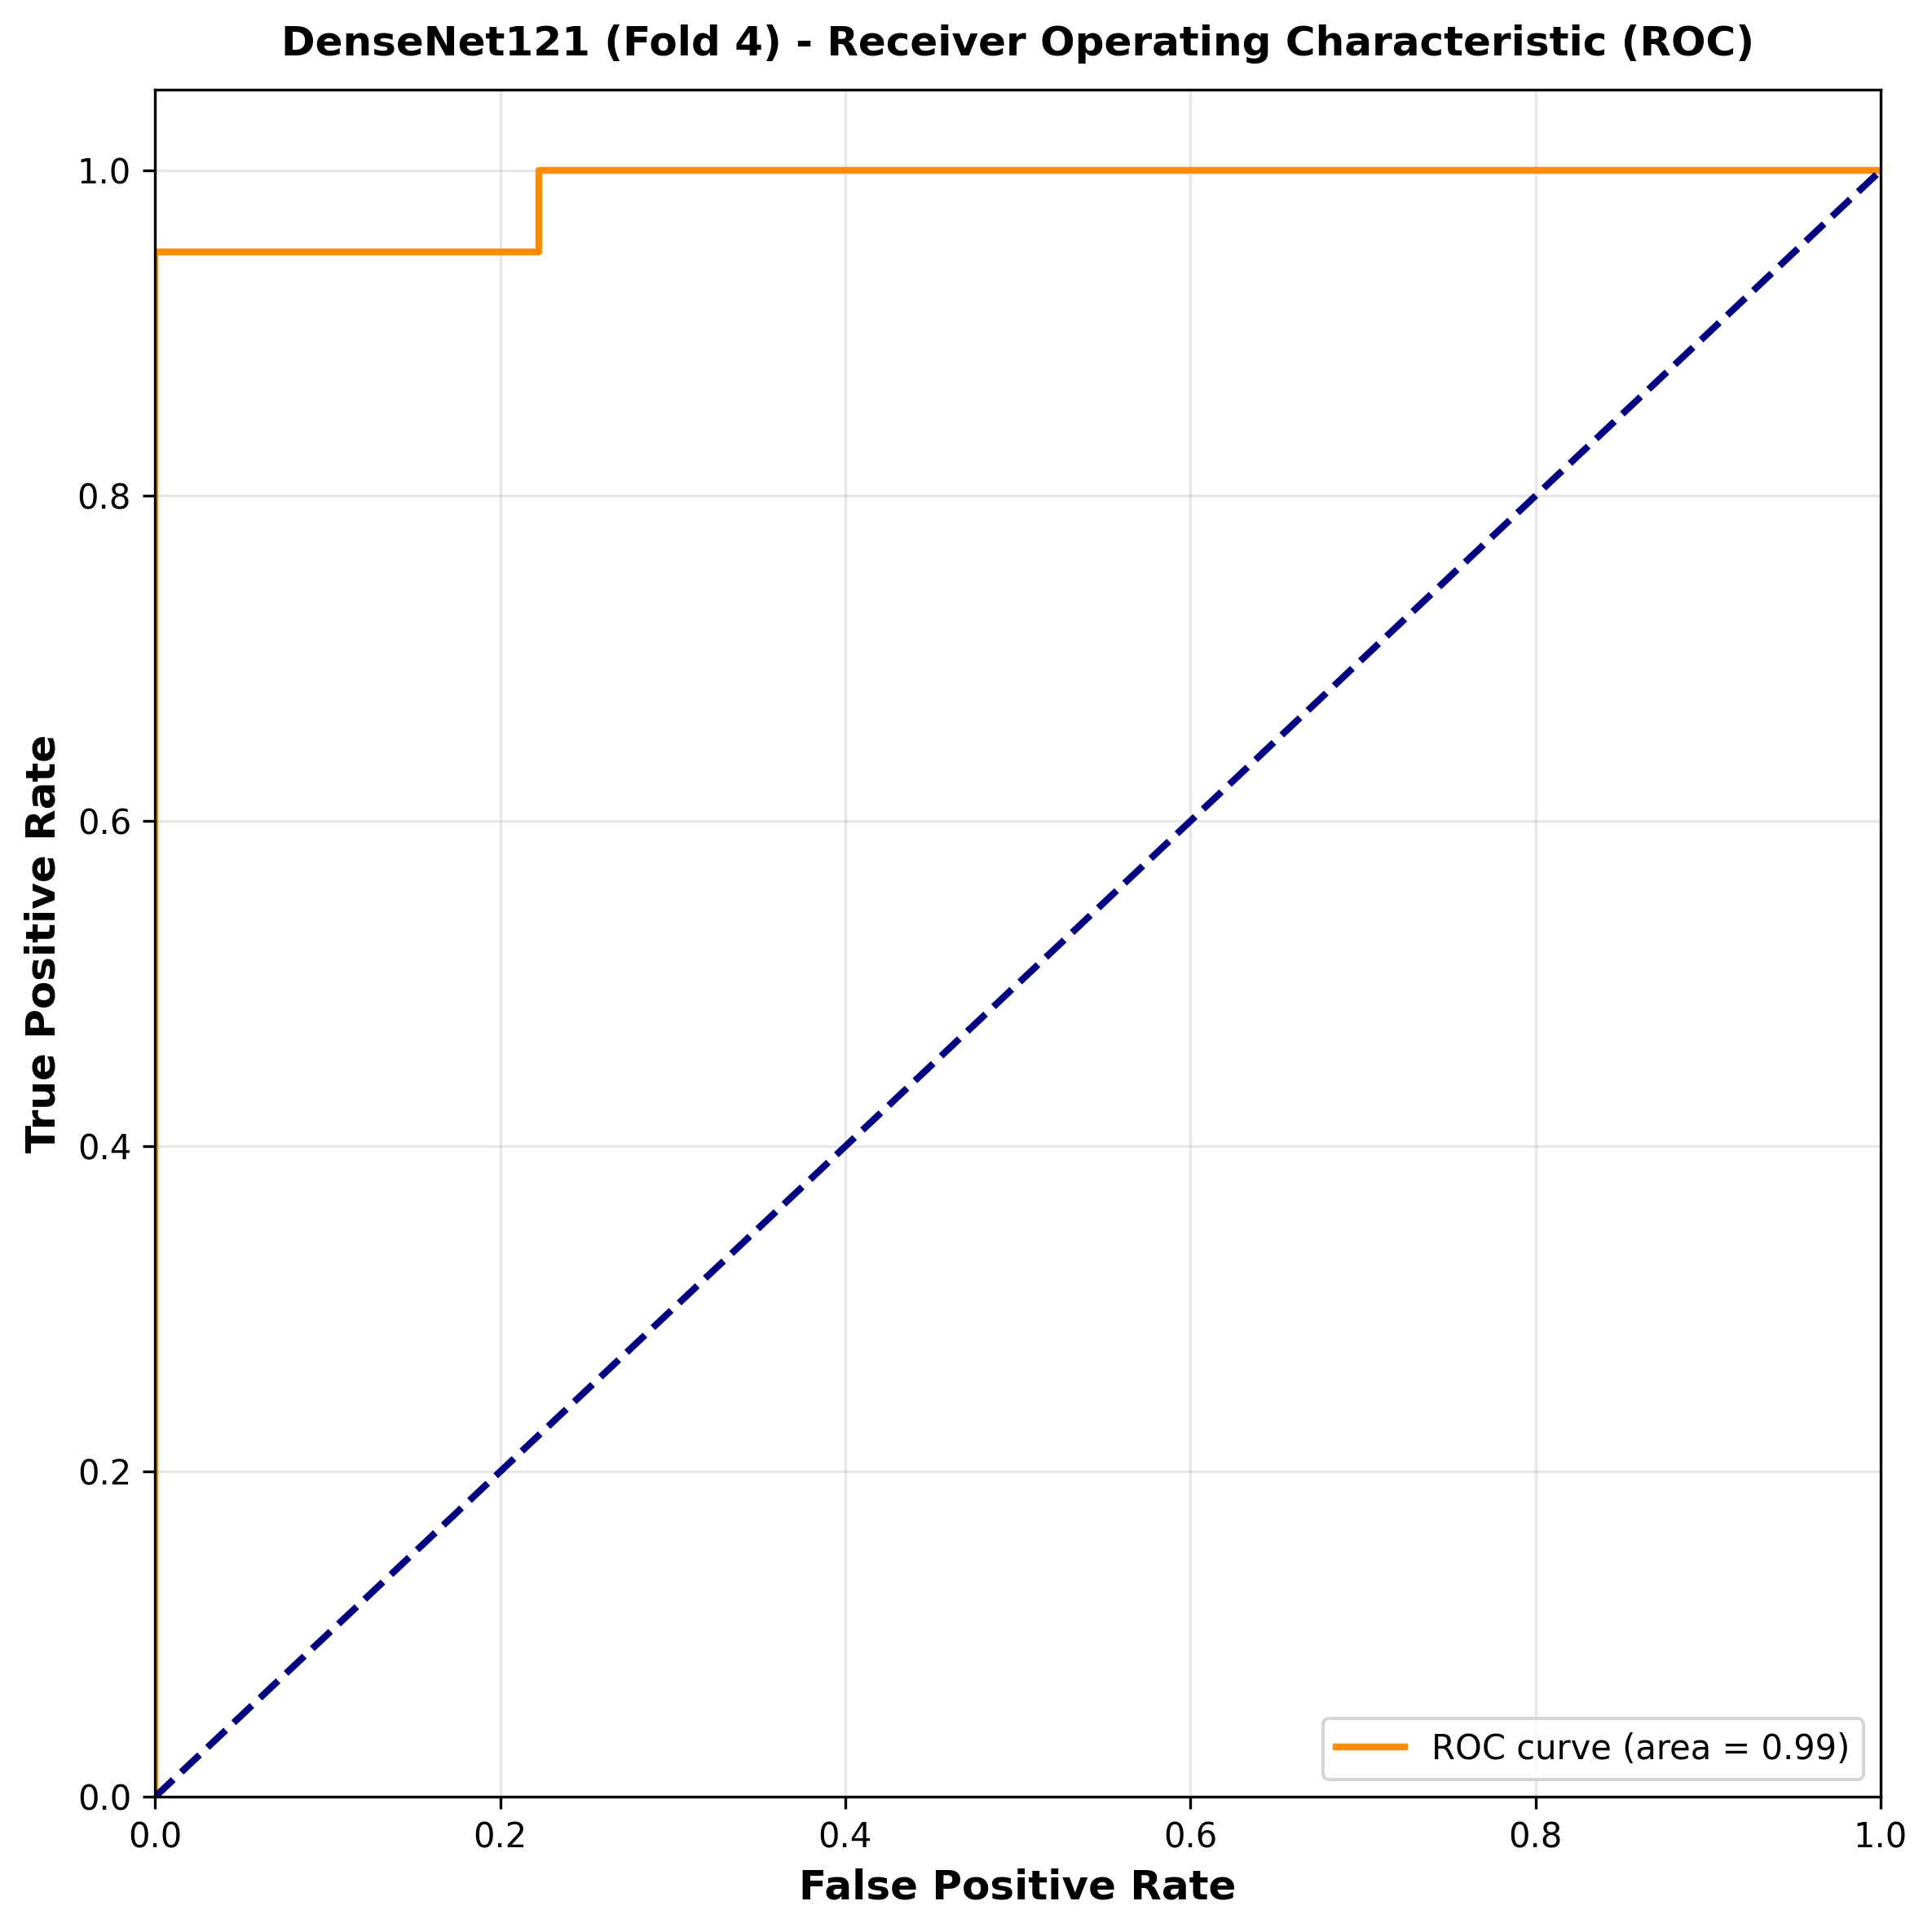 DenseNet121 (Fold 4) - Receiver Operating Characteristic (ROC)
True Positive Rate
1.0
0.8
0.6
0.4
0.2
0.0
ROC curve (area = 0.99)
0.0 0.2 0.4 0.6 0.8 1.0
False Positive Rate